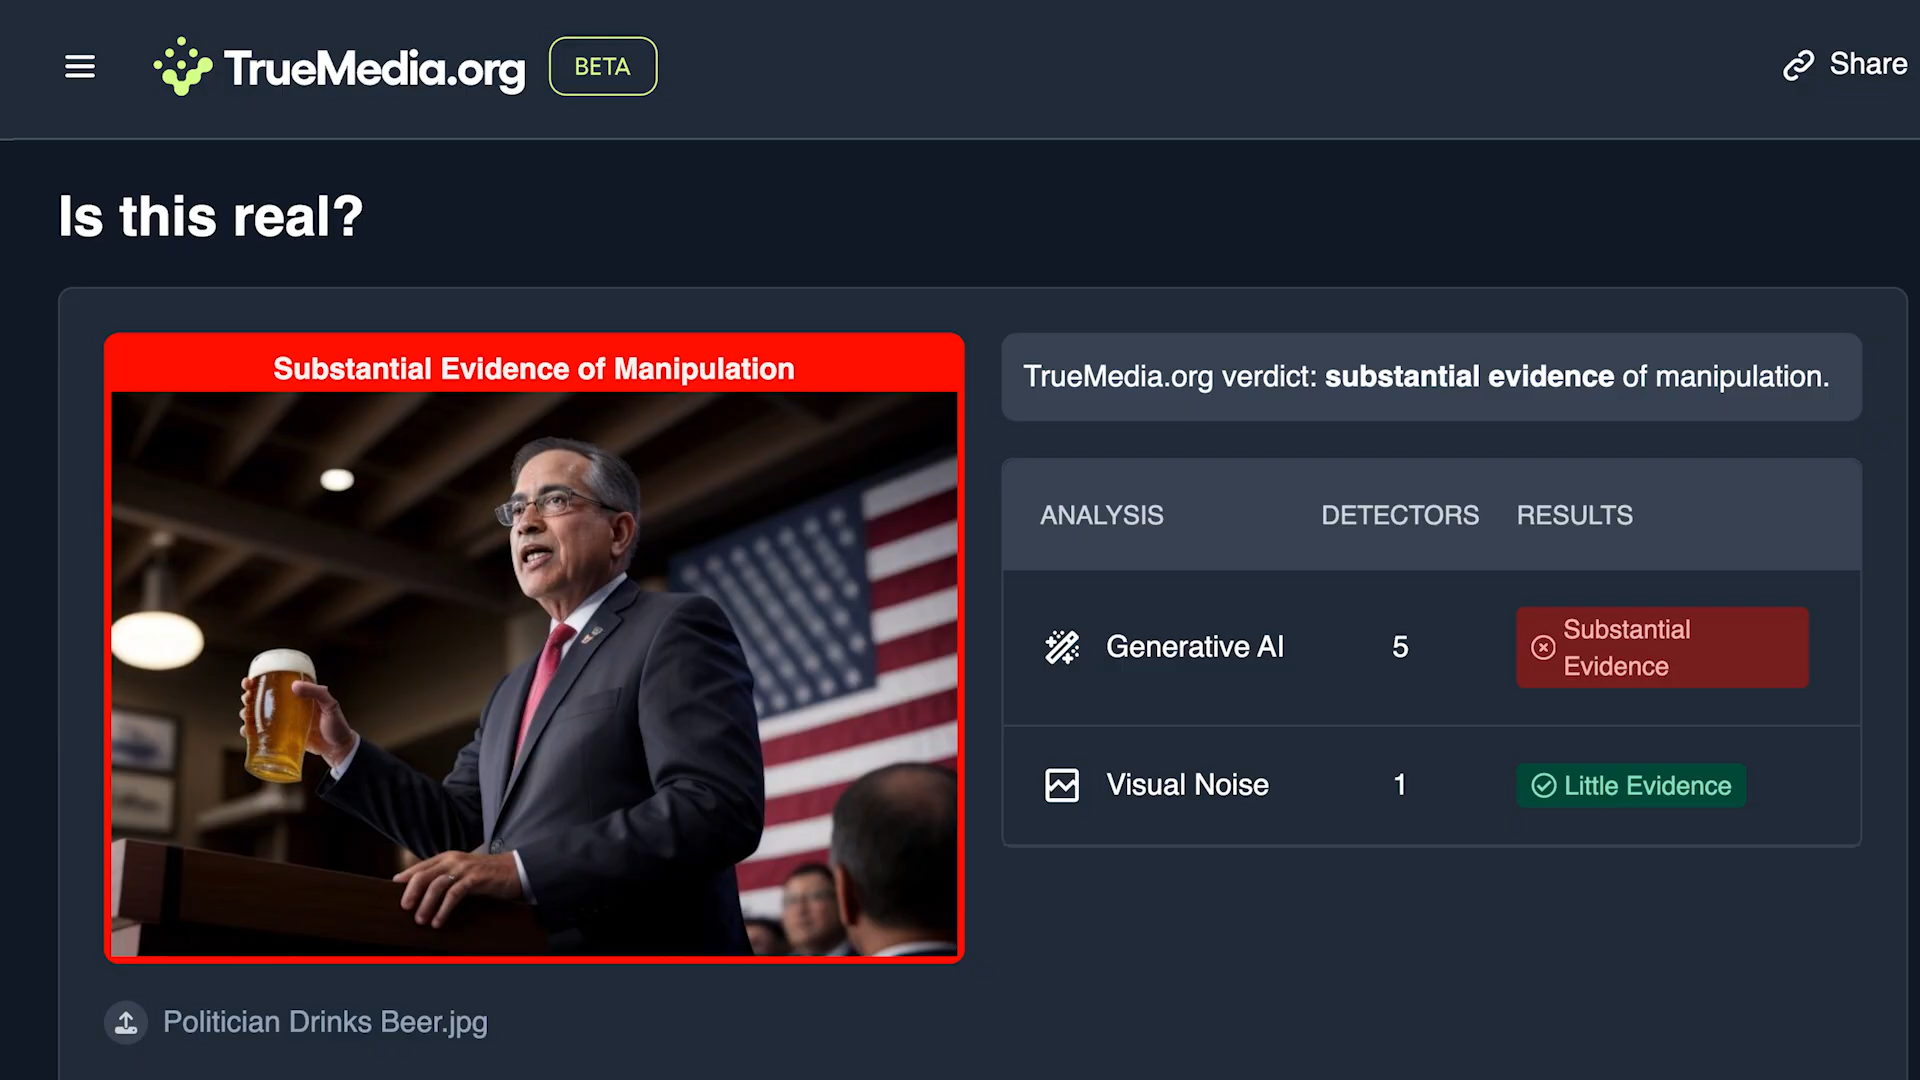 TrueMedia.org
BETA
Share
Is this real?
Substantial Evidence of Manipulation
TrueMedia.org verdict: substantial evidence of manipulation.
ANALYSIS DETECTORS RESULTS
Generative AI 5 Substantial
Evidence
Visual Noise 1 Little Evidence
Politician Drinks Beer.jpg